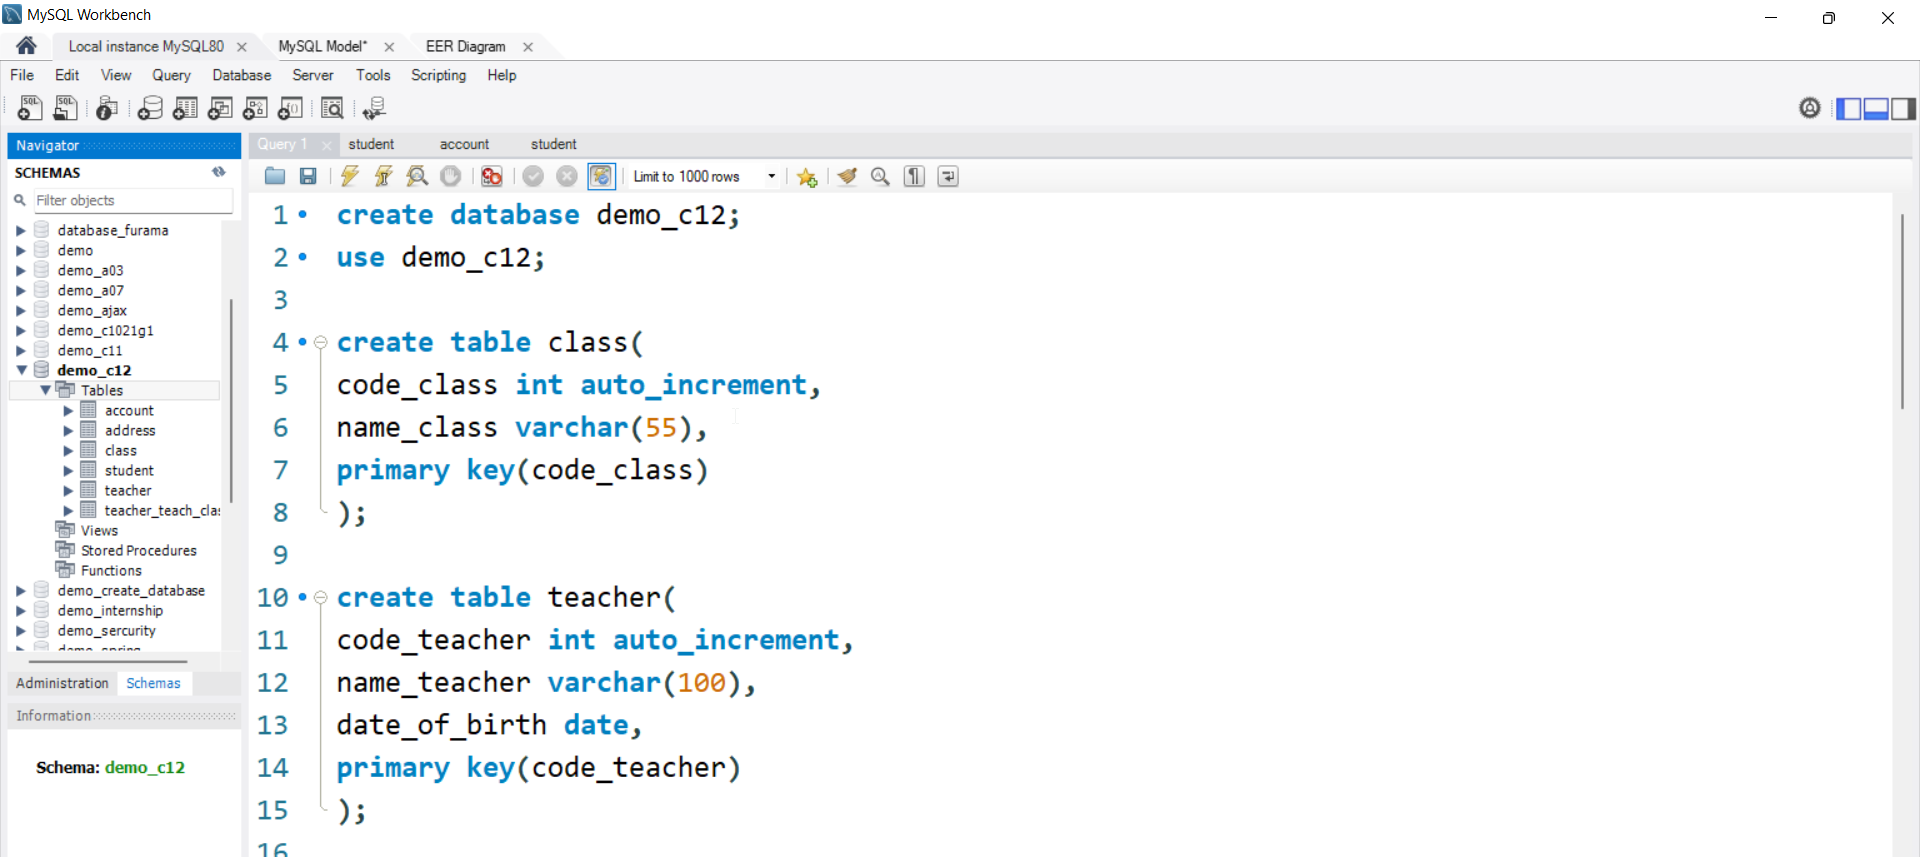 MySQL Workbench
Local instance MySQL80
MySQL Model*
EER Diagram
File Edit View Query Database Server Tools Scripting Help
Navigator
SCHEMAS
Filter objects
database_furama
demo
demo_a03
demo_a07
demo_ajax
demo_c1021g1
demo_c11
demo_c12
Tables
account
address
class
student
teacher
teacher_teach_cla
Views
Stored Procedures
Functions
demo_create_database
demo_internship
demo_sercurity
demo_spring
Administration Schemas
Information
Schema: demo_c12
Query 1 student account student
Limit to 1000 rows
1 create database demo_c12;
2 use demo_c12;
3
4 create table class(
5 code_class int auto_increment,
6 name_class varchar(55),
7 primary key(code_class)
8 );
9
10 create table teacher(
11 code_teacher int auto_increment,
12 name_teacher varchar(100),
13 date_of_birth date,
14 primary key(code_teacher)
15 );
16